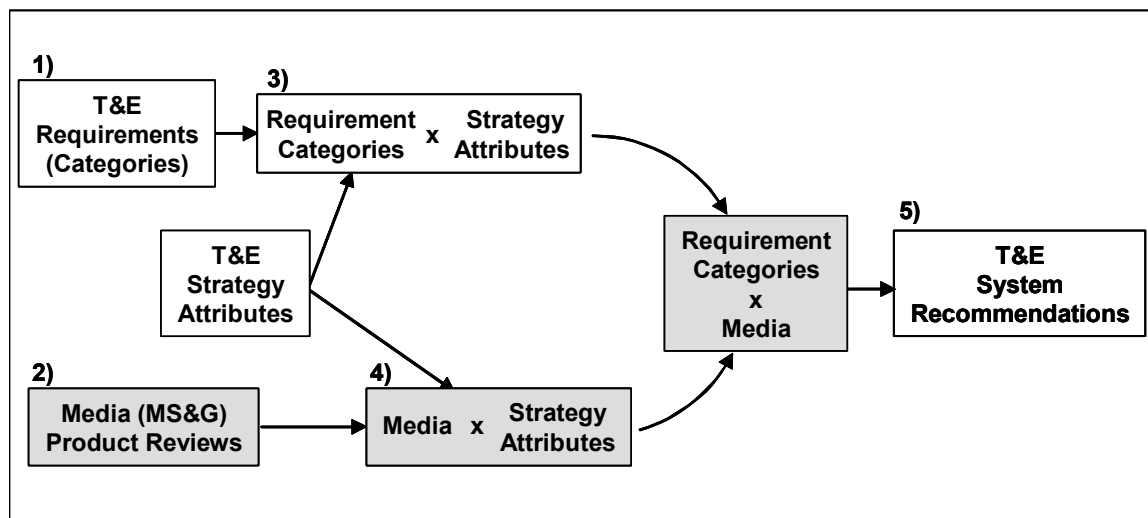 1)
T&E
Requirements
(Categories)
3)
Requirement
Categories
x
Strategy
Attributes
T&E
Strategy
Attributes
2)
Media (MS&G)
Product Reviews
4)
Media x
Strategy
Attributes
Requirement
Categories
x
Media
5)
T&E
System
Recommendations